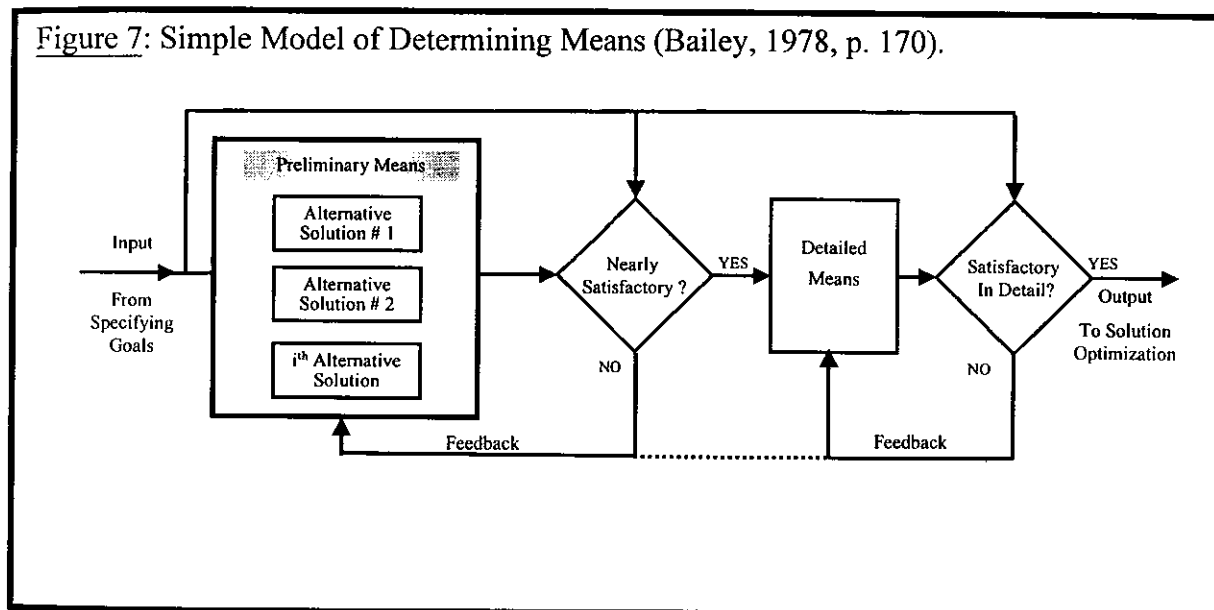 Figure 7: Simple Model of Determining Means (Bailey, 1978, p. 170).
Preliminary Means
Alternative
Solution # 1
Alternative
Solution # 2
iᵗʰ Alternative
Solution
Input
From
Specifying
Goals
Nearly
Satisfactory ?
YES
NO
Feedback
Detailed
Means
Satisfactory
In Detail?
YES
NO
Feedback
Output
To Solution
Optimization